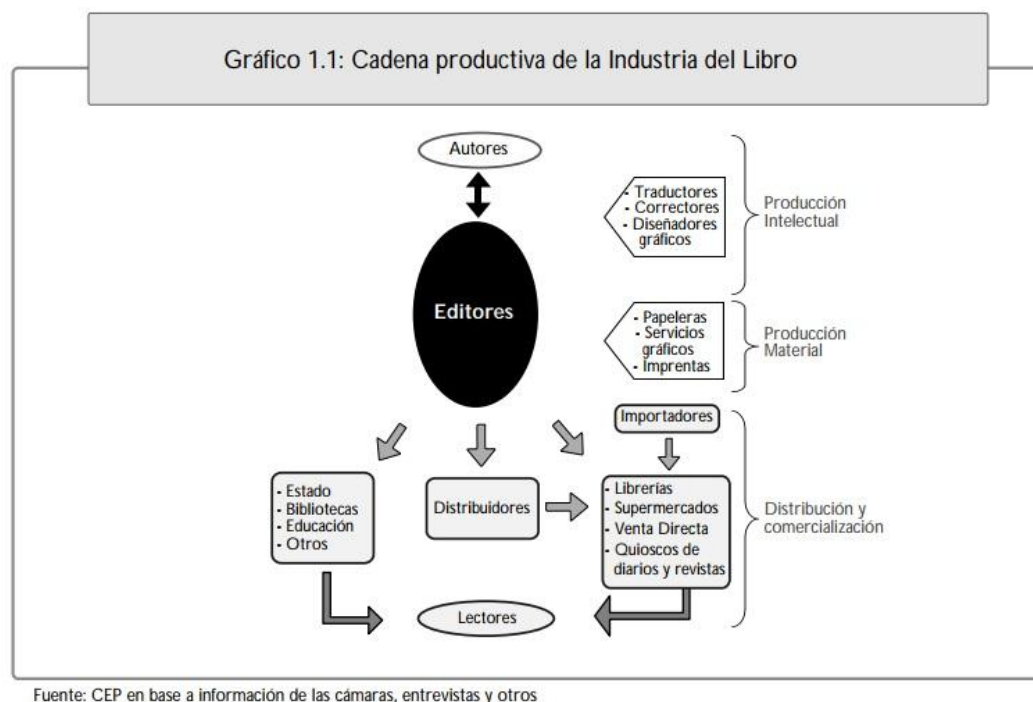 Gráfico 1.1: Cadena productiva de la Industria del Libro
Autores
- Traductores
- Correctores
- Diseñadores
gráficos
Producción
Intelectual
Editores
- Papeleras
- Servicios
gráficos
- Imprentas
Producción
Material
Importadores
- Estado
- Bibliotecas
- Educación
- Otros
Distribuidores
- Librerías
- Supermercados
- Venta Directa
- Quioscos de
diarios y revistas
Distribución y
comercialización
Lectores
Fuente: CEP en base a información de las cámaras, entrevistas y otros